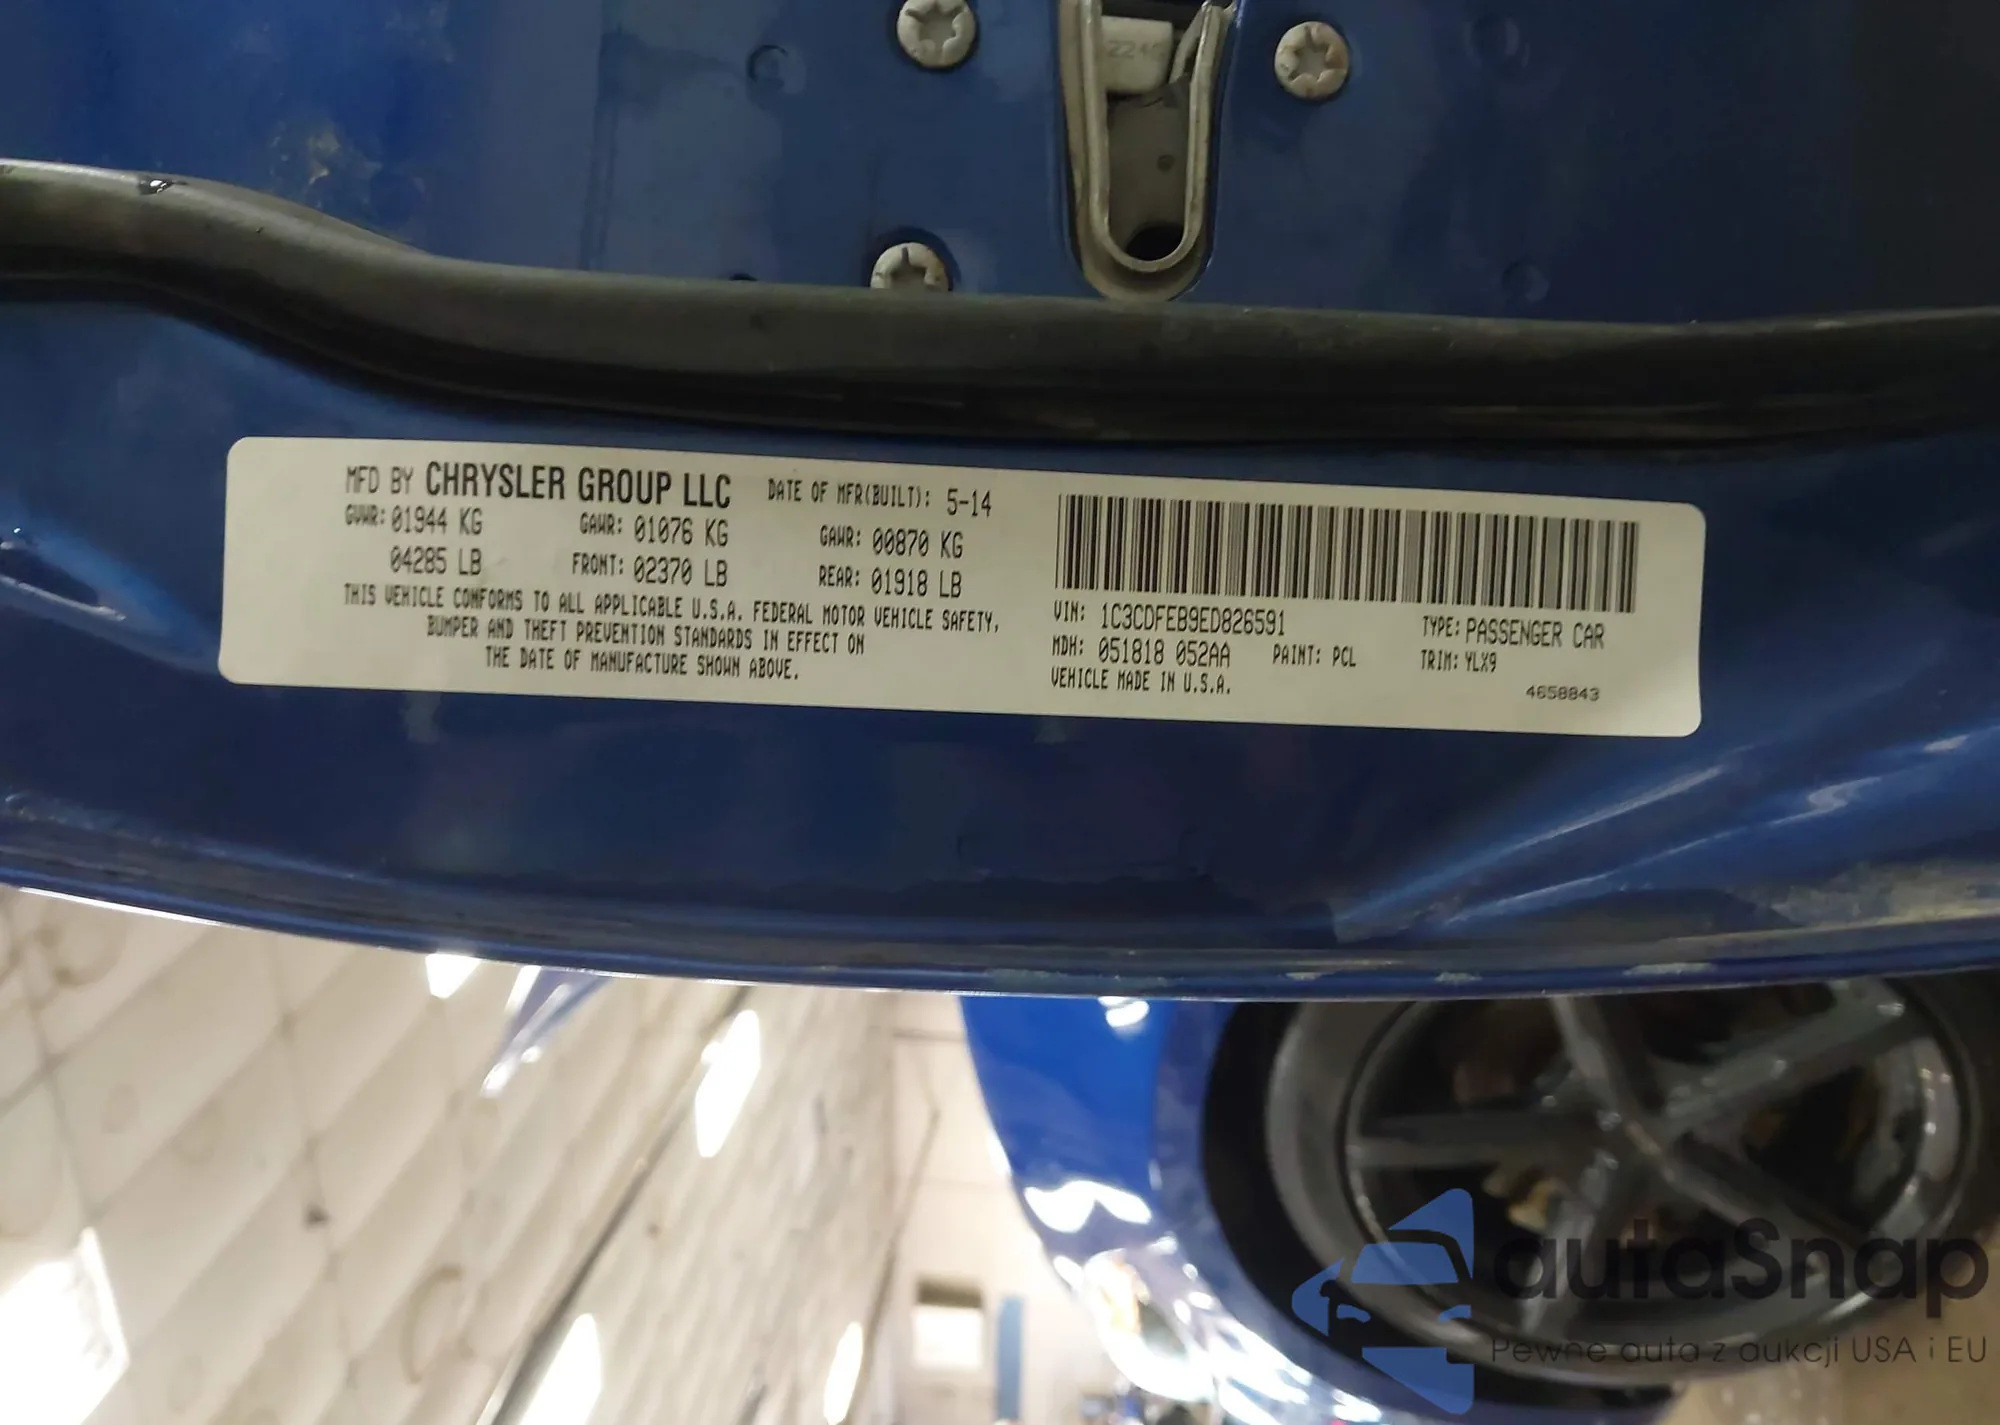 224
MFD BY CHRYSLER GROUP LLC DATE OF MFR(BUILT): 5-14
GVWR: 01944 KG GAWR: 01076 KG GAWR: 00870 KG
04285 LB FRONT: 02370 LB REAR: 01918 LB
THIS VEHICLE CONFORMS TO ALL APPLICABLE U.S.A. FEDERAL MOTOR VEHICLE SAFETY,
BUMPER AND THEFT PREVENTION STANDARDS IN EFFECT ON
THE DATE OF MANUFACTURE SHOWN ABOVE.
VIN: 1C3CDFEB9ED826591 TYPE: PASSENGER CAR
MDH: 051818 052AA PAINT: PCL TRIM: YLX9
VEHICLE MADE IN U.S.A.
4658843
autaSnap
Pewne auta z aukcji USA i EU